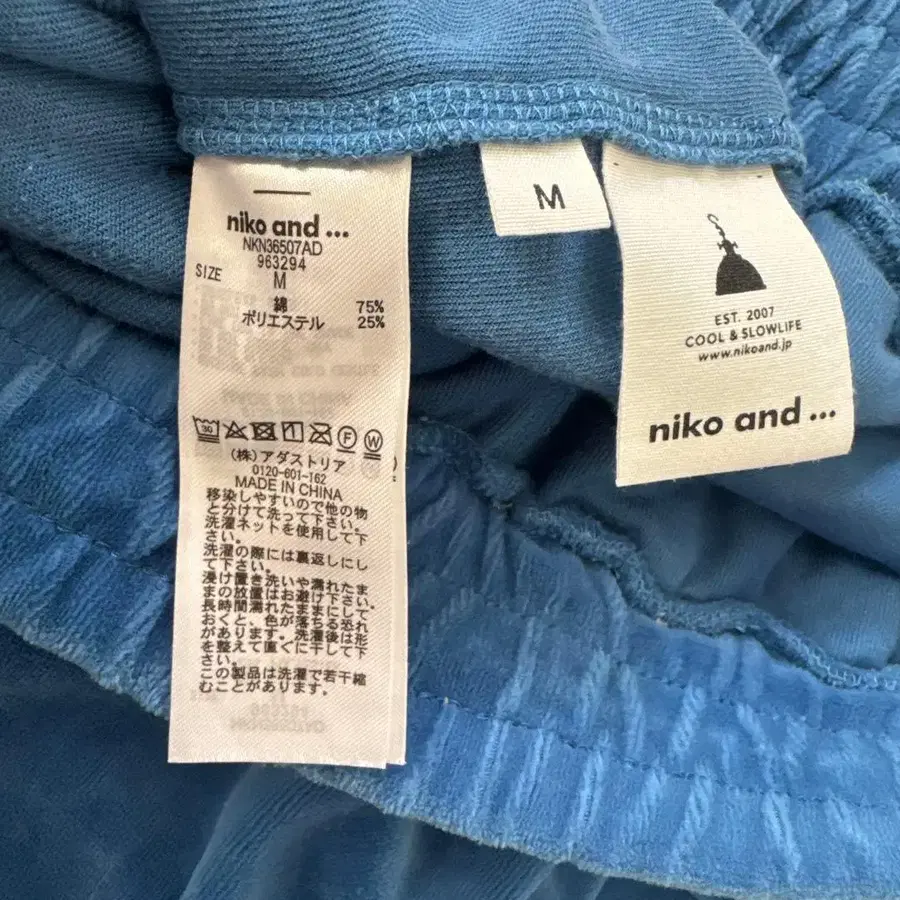 niko and ...
NKN36507AD
963294
SIZE M
綿 75%
ポリエステル 25%
30
F W
(株)アダストリア
0120-601-162
MADE IN CHINA
移染しやすいので他の物
と分けて洗って下さい。
洗濯ネットを使用して下
さい。
洗濯の際には裏返しにし
て下さい。
浸け置き洗いや濡れたま
まの放置はお避け下さい。
長時間濡れたままにして
おくと、色が落ちる恐れ
があります。洗濯後は形
を整えて直ぐに干して下
さい。
この製品は洗濯で若干縮
むことがあります。
M
EST. 2007
COOL & SLOWLIFE
www.nikoand.jp
niko and ...